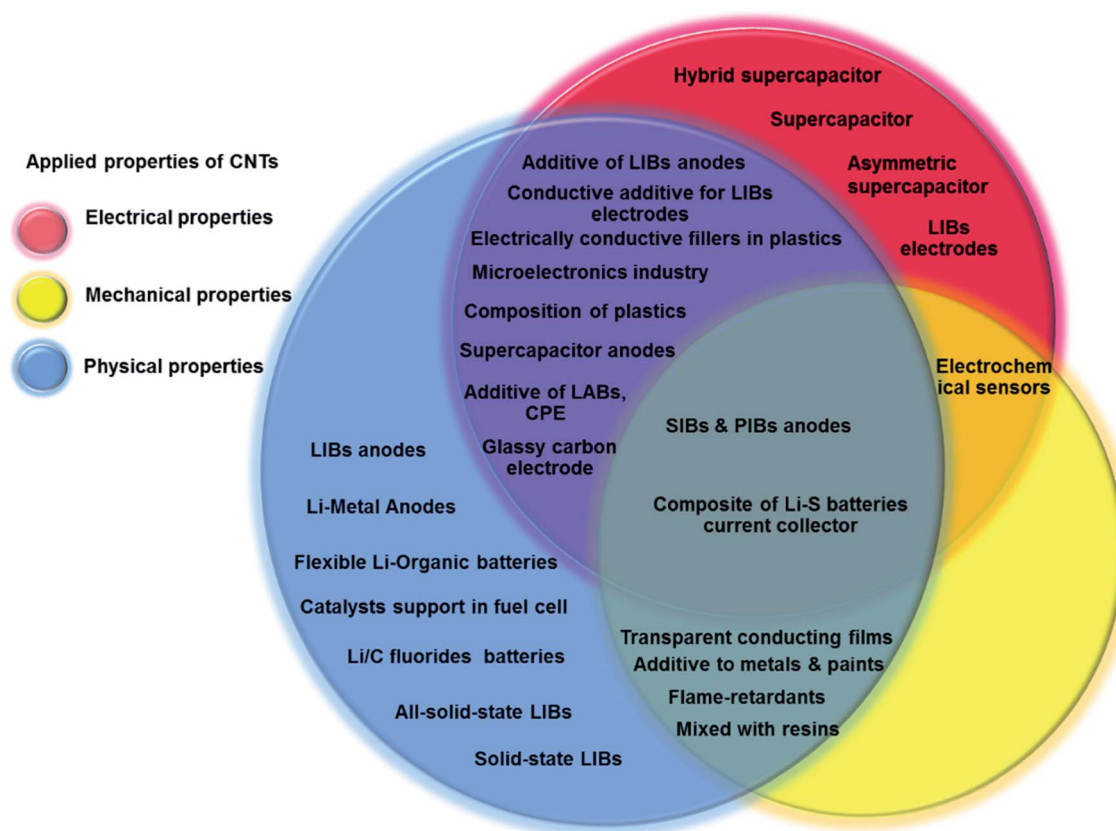 Applied properties of CNTs
Electrical properties
Mechanical properties
Physical properties
Hybrid supercapacitor
Supercapacitor
Asymmetric
supercapacitor
LIBs
electrodes
Additive of LIBs anodes
Conductive additive for LIBs
electrodes
Electrically conductive fillers in plastics
Microelectronics industry
Composition of plastics
Supercapacitor anodes
Additive of LABs,
CPE
Glassy carbon
electrode
Electrochem
ical sensors
SIBs & PIBs anodes
Composite of Li-S batteries
current collector
LIBs anodes
Li-Metal Anodes
Flexible Li-Organic batteries
Catalysts support in fuel cell
Li/C fluorides batteries
All-solid-state LIBs
Solid-state LIBs
Transparent conducting films
Additive to metals & paints
Flame-retardants
Mixed with resins